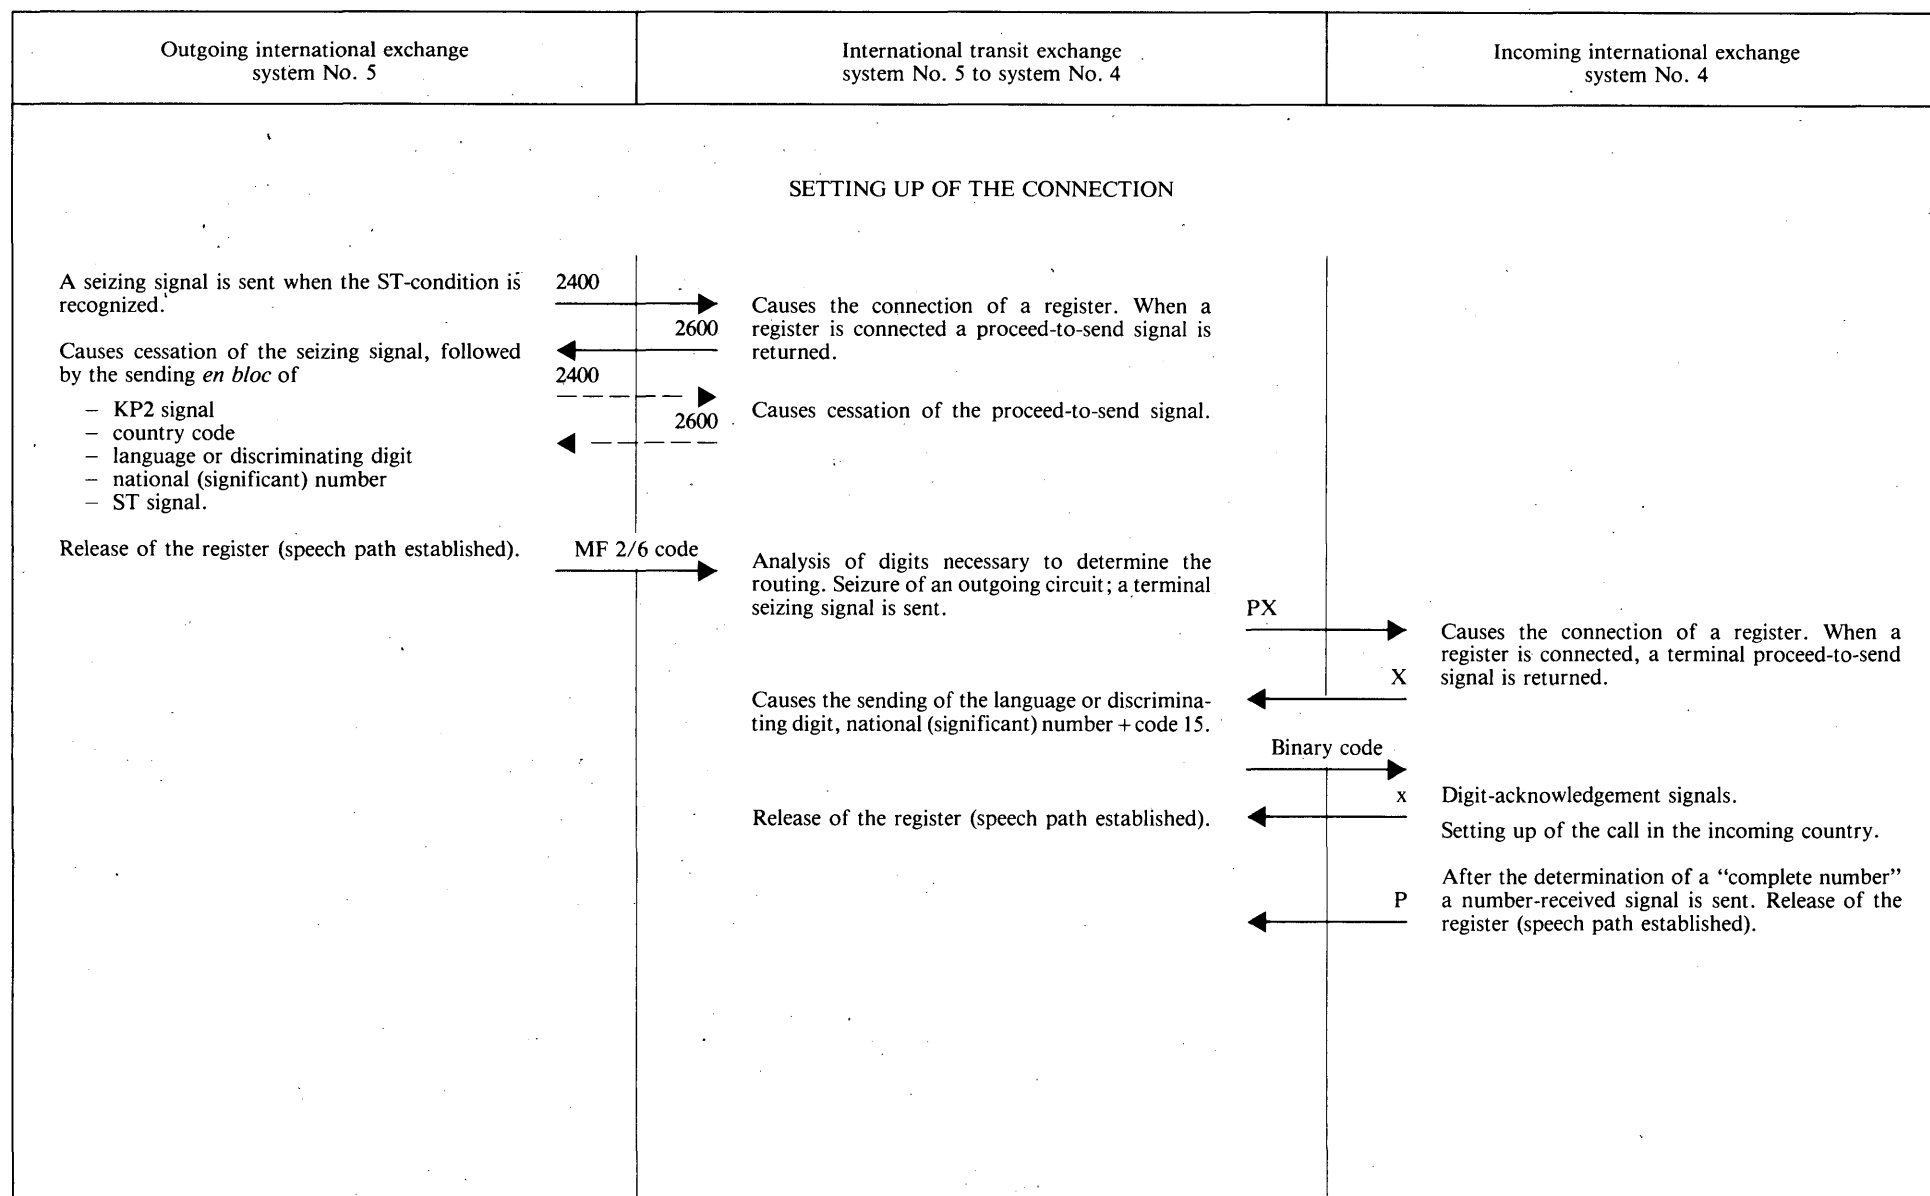 Outgoing international exchange
system No. 5
International transit exchange
system No. 5 to system No. 4
Incoming international exchange
system No. 4
SETTING UP OF THE CONNECTION
A seizing signal is sent when the ST-condition is
recognized.
2400
Causes the connection of a register. When a
register is connected a proceed-to-send signal is
returned.
2600
Causes cessation of the seizing signal, followed
by the sending en bloc of
– KP2 signal
– country code
– language or discriminating digit
– national (significant) number
– ST signal.
2400
Causes cessation of the proceed-to-send signal.
2600
Release of the register (speech path established).
MF 2/6 code
Analysis of digits necessary to determine the
routing. Seizure of an outgoing circuit; a terminal
seizing signal is sent.
PX
Causes the connection of a register. When a
register is connected, a terminal proceed-to-send
signal is returned.
X
Causes the sending of the language or discrimina-
ting digit, national (significant) number + code 15.
Binary code
x
Digit-acknowledgement signals.
Release of the register (speech path established).
Setting up of the call in the incoming country.
After the determination of a “complete number”
a number-received signal is sent. Release of the
register (speech path established).
P